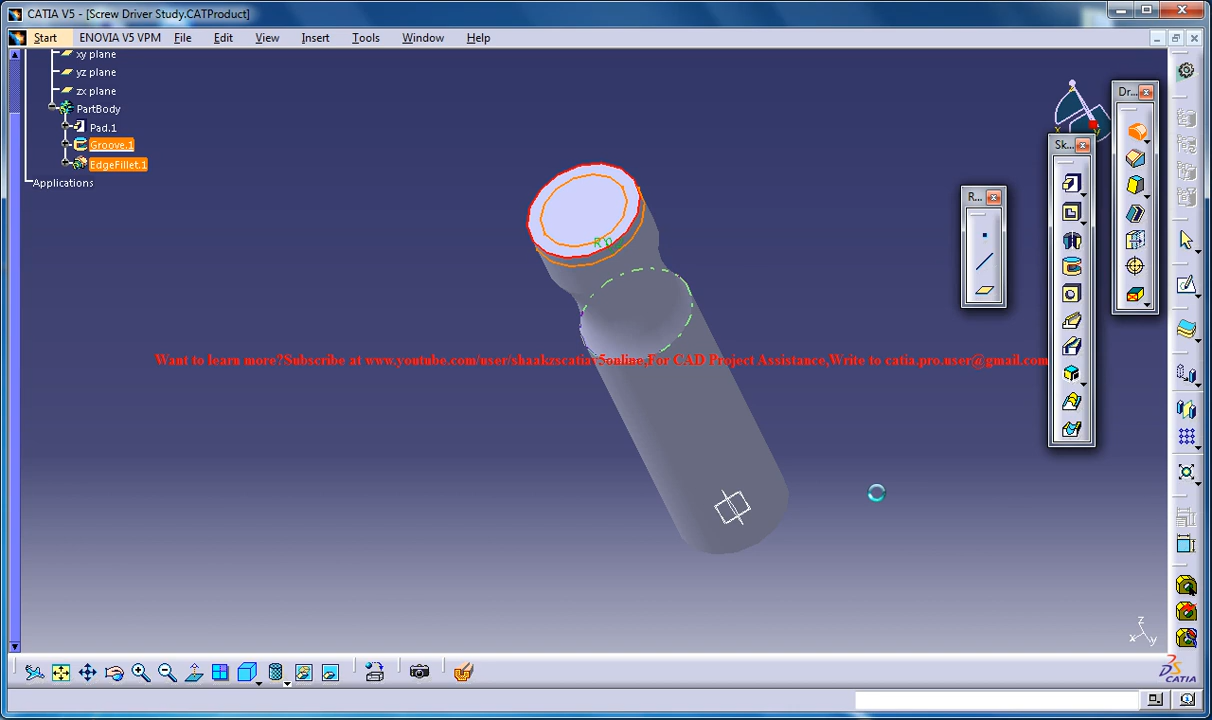 CATIA V5 - [Screw Driver Study.CATProduct]
Start ENOVIA V5 VPM File Edit View Insert Tools Window Help
xy plane
yz plane
zx plane
PartBody
Pad.1
Groove.1
EdgeFillet.1
Applications
Dr...
Sk...
R...
Want to learn more?Subscribe at www.youtube.com/user/shaakzscatiav5online,For CAD Project Assistance,Write to catia.pro.user@gmail.com
z
x y
CATIA